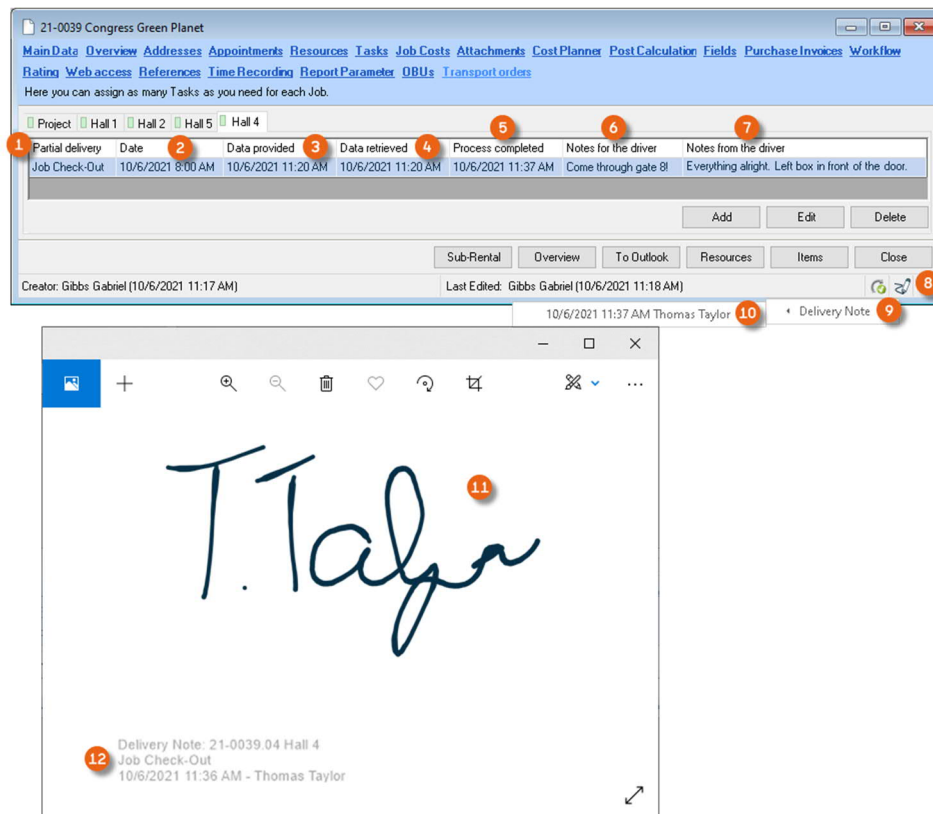 21-0039 Congress Green Planet
Main Data Overview Addresses Appointments Resources Tasks Job Costs Attachments Cost Planner Post Calculation Fields Purchase Invoices Workflow
Rating Web access References Time Recording Report Parameter OBUs Transport orders
Here you can assign as many Tasks as you need for each Job.
Project Hall 1 Hall 2 Hall 5 Hall 4
1 Partial delivery Date 2 Data provided 3 Data retrieved 4 Process completed 5 Notes for the driver 6 Notes from the driver 7
Job Check-Out 10/6/2021 8:00 AM 10/6/2021 11:20 AM 10/6/2021 11:20 AM 10/6/2021 11:37 AM Come through gate 8! Everything alright. Left box in front of the door.
Add Edit Delete
Sub-Rental Overview To Outlook Resources Items Close
Creator: Gibbs Gabriel (10/6/2021 11:17 AM) Last Edited: Gibbs Gabriel (10/6/2021 11:18 AM) 8
10/6/2021 11:37 AM Thomas Taylor 10 Delivery Note 9
T.Taylor
11
Delivery Note: 21-0039.04 Hall 4
12 Job Check-Out
10/6/2021 11:36 AM - Thomas Taylor